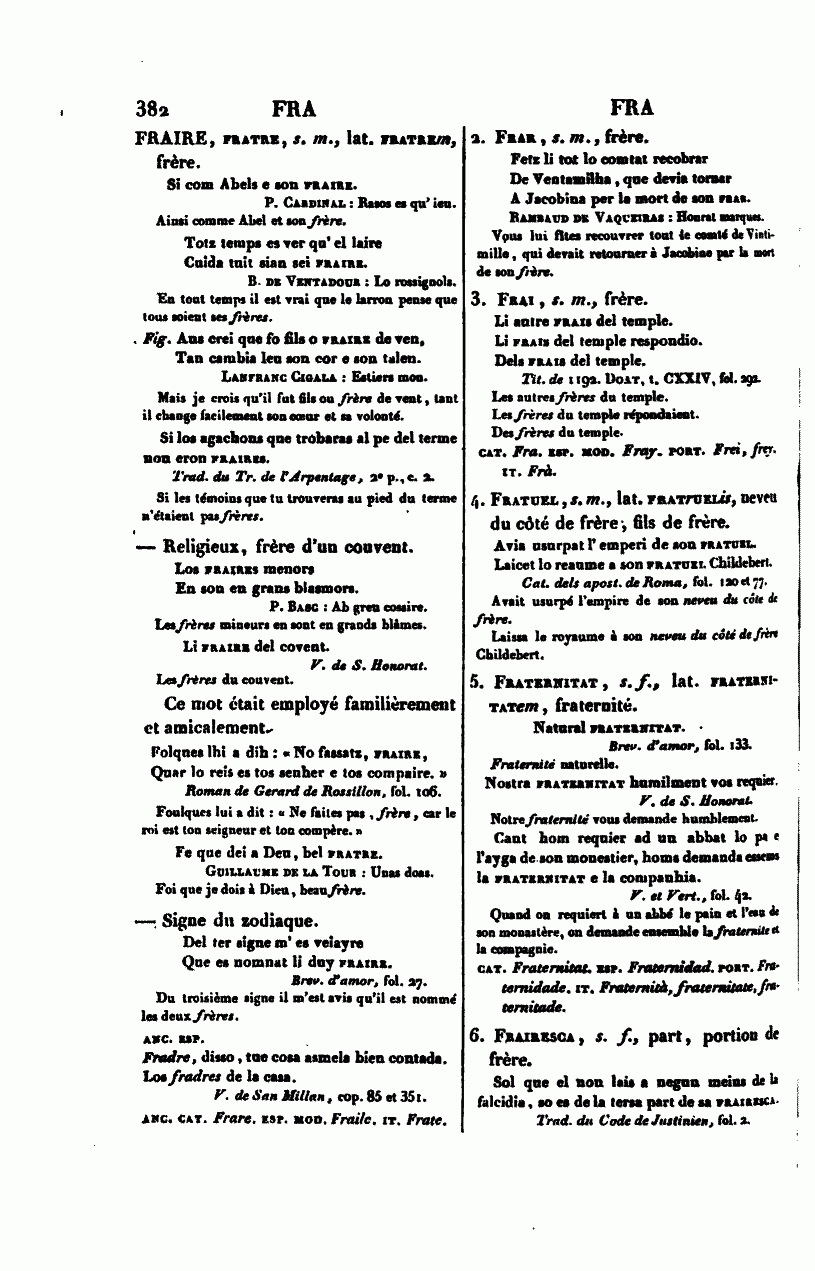 382 FRA
FRAIRE, FRATRE, s. m., lat. FRATREm,
frère.
Si com Abels e son FRAIRE.
P. CARDINAL : Razos es qu' ieu.
Ainsi comme Abel et son frère.
Totz temps es ver qu' el laire
Cuida tuit sian sei FRAIRE.
B. DE VENTADOUR : Lo rossignols.
En tout temps il est vrai que le larron pense que
tous soient ses frères.
Fig. Ans crei que fo fils o FRAIRE de ven,
Tan cambia leu son cor e son talen.
LANFRANC CIGALA : Estiers mon.
Mais je crois qu'il fut fils ou frère de vent, tant
il change facilement son cœur et sa volonté.
Si los agachons que trobaras al pe del terme
non eron FRAIRES.
Trad. du Tr. de l'Arpentage, 2e p., c. 2.
Si les témoins que tu trouveras au pied du terme
n'étaient pas frères.
— Religieux, frère d'un couvent.
Los FRAIRES menors
En son en grans blasmors.
P. BASC : Ab greu cossire.
Les frères mineurs en sont en grands blâmes.
Li FRAIRE del covent.
V. de S. Honorat.
Les frères du couvent.
Ce mot était employé familièrement
et amicalement.
Folques lhi a dih : « No fassatz, FRAIRE,
Quar lo reis es tos senher e tos compaire. »
Roman de Gerard de Rossillon, fol. 106.
Foulques lui a dit : « Ne faites pas, frère, car le
roi est ton seigneur et ton compère. »
Fe que dei a Deu, bel FRATRE.
GUILLAUME DE LA TOUR : Unas doas.
Foi que je dois à Dieu, beau frère.
— Signe du zodiaque.
Del ter signe m' es veiayre
Que es nomnat li duy FRAIRE.
Brev. d'amor, fol. 27.
Du troisième signe il m'est avis qu'il est nommé
les deux frères.
ANC. ESP.
Fradre, disso, tue cosa asmela bien contada.
Los fradres de la casa.
V. de San Millan, cop. 85 et 351.
ANC. CAT. Frare. ESP. MOD. Fraile. IT. Frate.
FRA
2. FRAR, s. m., frère.
Fetz li tot lo comtat recobrar
De Ventamilha, que devia tornar
A Jacobina per la mort de son FRAR.
RAMBAUD DE VAQUEIRAS : Honrat marques.
Vous lui fîtes recouvrer tout le comté de Vinti-
mille, qui devait retourner à Jacobine par la mort
de son frère.
3. FRAI, s. m., frère.
Li autre FRAIS del temple.
Li FRAIS del temple respondio.
Dels FRAIS del temple.
Tit. de 1192. DOAT, t. CXXIV, fol. 292.
Les autres frères du temple.
Les frères du temple répondaient.
Des frères du temple.
CAT. Fra. ESP. MOD. Fray. PORT. Frei, frey.
IT. Frà.
4. FRATUEL, s. m., lat. FRATrUELis, neveu
du côté de frère, fils de frère.
Avia usurpat l' emperi de son FRATUEL.
Laicet lo reaume a son FRATUEL Childebert.
Cat. dels apost. de Roma, fol. 120 et 77.
Avait usurpé l'empire de son neveu du côté de
frère.
Laissa le royaume à son neveu du côté de frère
Childebert.
5. FRATERNITAT, s. f., lat. FRATERNI-
TATem, fraternité.
Natural FRATERNITAT.
Brev. d'amor, fol. 133.
Fraternité naturelle.
Nostra FRATERNITAT humilment vos requier.
V. de S. Honorat.
Notre fraternité vous demande humblement.
Cant hom requier ad un abbat lo pa e
l'ayga de son monestier, homs demanda essems
la FRATERNITAT e la companhia.
V. et Vert., fol. 42.
Quand on requiert à un abbé le pain et l'eau de
son monastère, on demande ensemble la fraternité et
la compagnie.
CAT. Fraternitat. ESP. Fraternidad. PORT. Fra-
ternidade. IT. Fraternità, fraternitate, fra-
ternitade.
6. FRAIRESCA, s. f., part, portion de
frère.
Sol que el non lais a negun meins de la
falcidia, so es de la tersa part de sa FRAIRESCA.
Trad. du Code de Justinien, fol. 2.